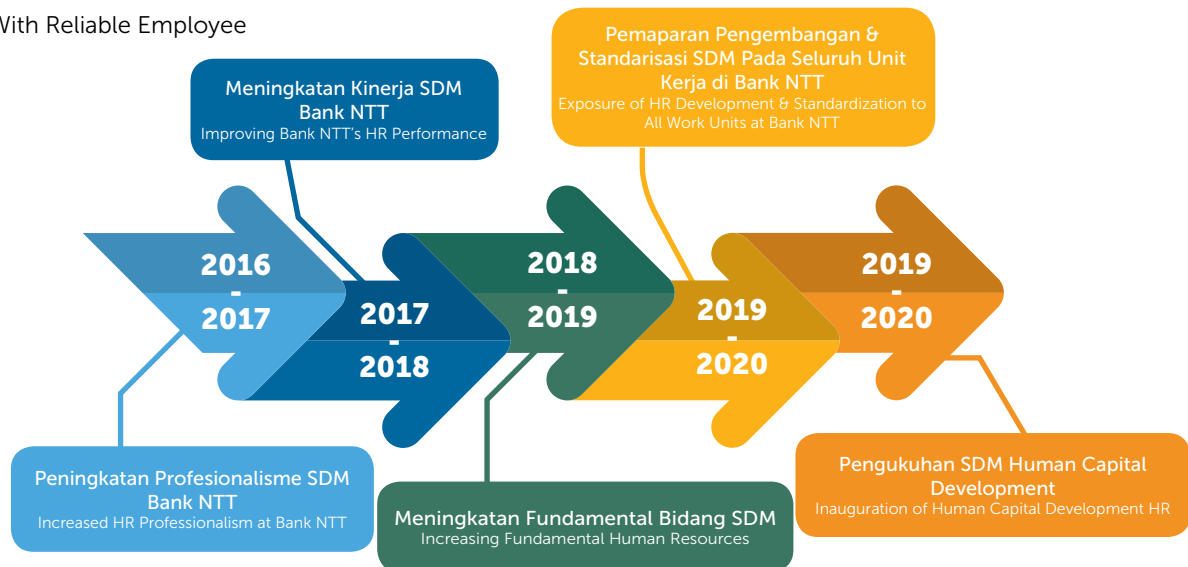 With Reliable Employee
Pemaparan Pengembangan &
Standarisasi SDM Pada Seluruh Unit
Kerja di Bank NTT
Exposure of HR Development & Standardization to
All Work Units at Bank NTT
Meningkatan Kinerja SDM
Bank NTT
Improving Bank NTT's HR Performance
2016
-
2017
2017
-
2018
2018
-
2019
2019
-
2020
2019
-
2020
Peningkatan Profesionalisme SDM
Bank NTT
Increased HR Professionalism at Bank NTT
Meningkatan Fundamental Bidang SDM
Increasing Fundamental Human Resources
Pengukuhan SDM Human Capital
Development
Inauguration of Human Capital Development HR